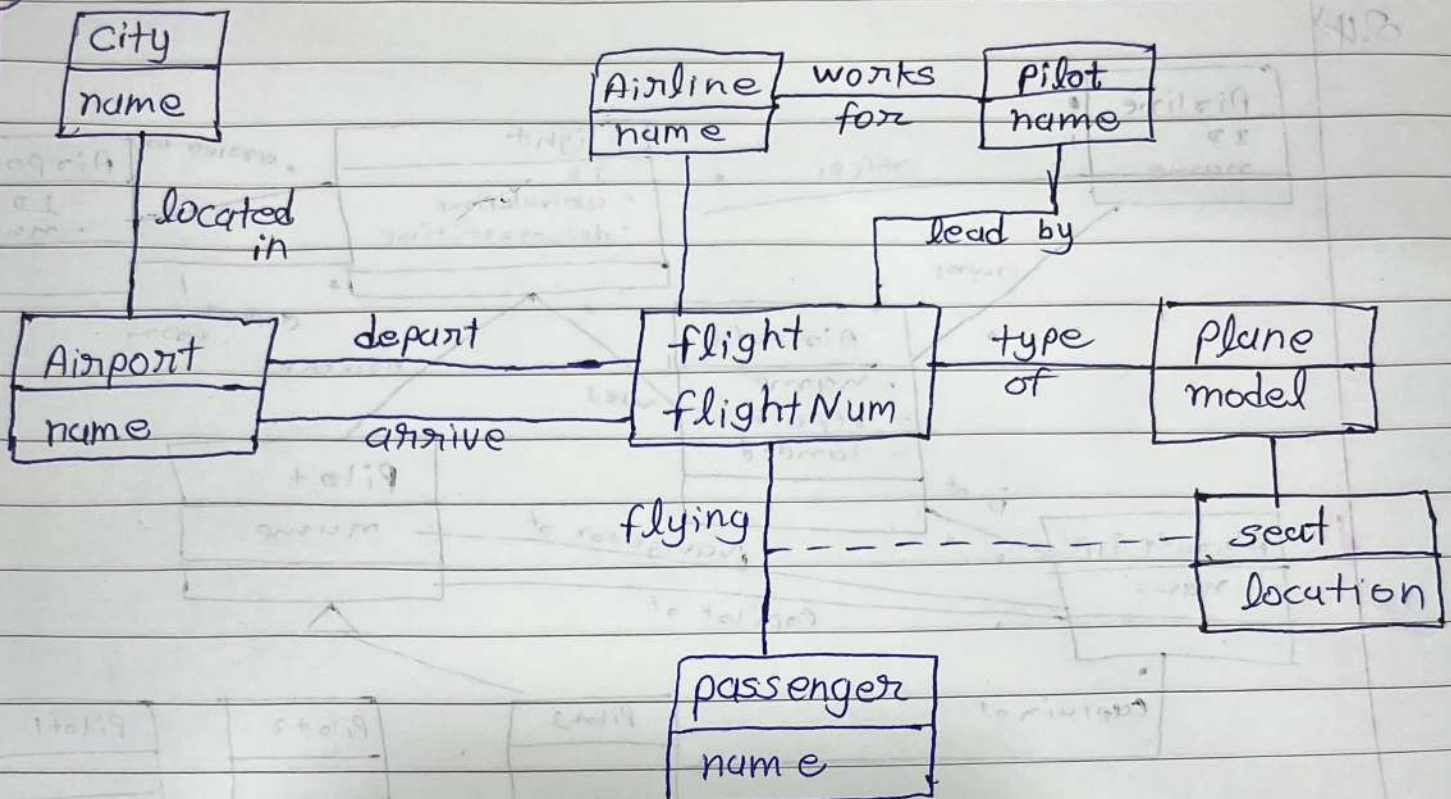 City
name
Airline
name
works
for
Pilot
name
located
in
lead by
Airport
name
depart
arrive
flight
flightNum
type
of
Plane
model
flying
seat
location
passenger
name